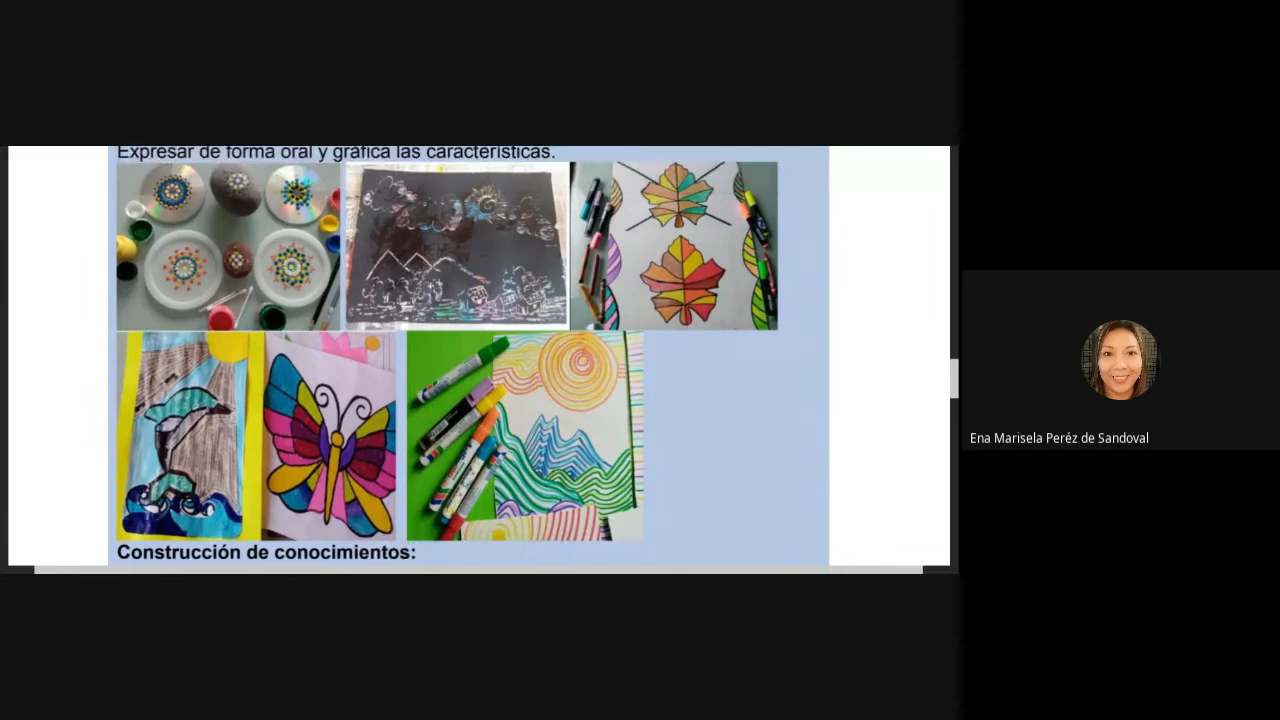 Expresar de forma oral y gráfica las características.
Construcción de conocimientos:
Ena Marisela Peréz de Sandoval